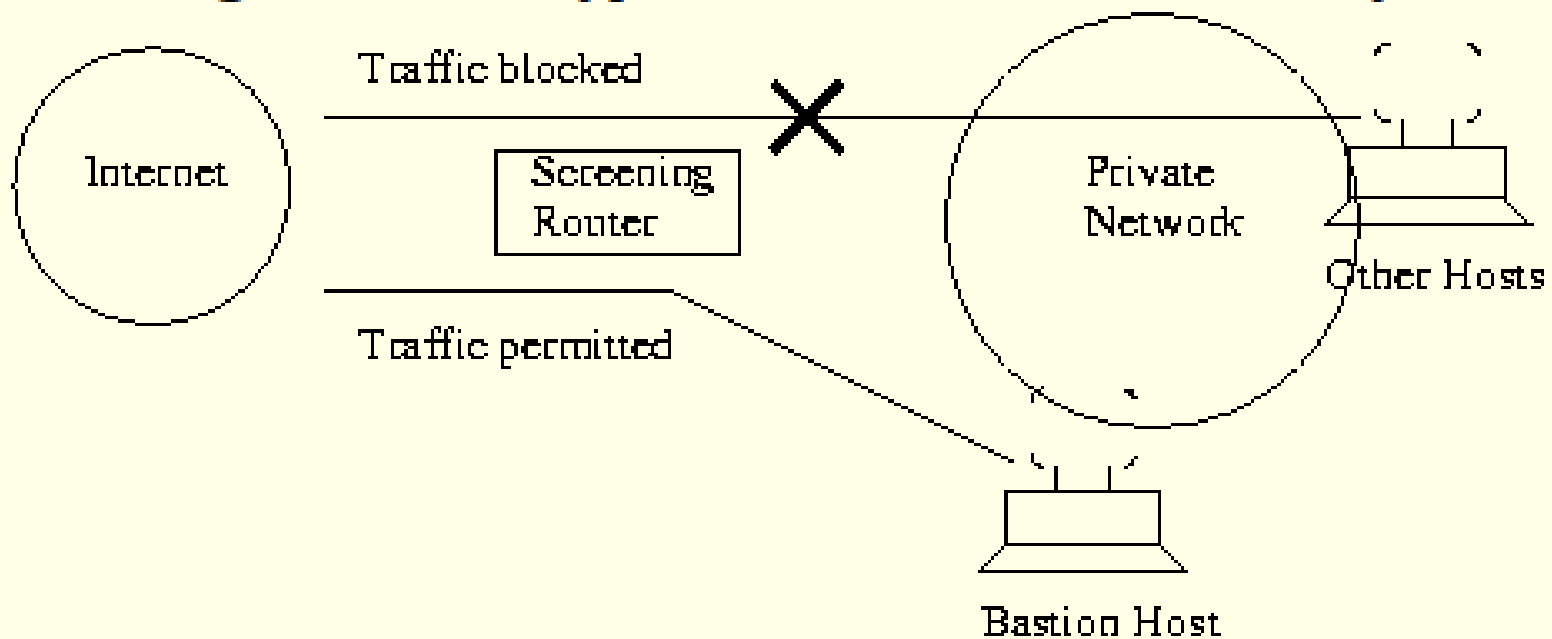 Traffic blocked
Internet
Screening
Router
Private
Network
Other Hosts
Traffic permitted
Bastion Host